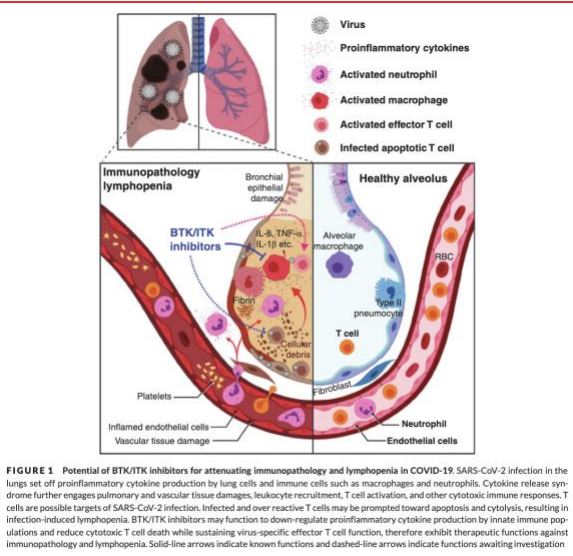 Virus
Proinflammatory cytokines
Activated neutrophil
Activated macrophage
Activated effector T cell
Infected apoptotic T cell
Immunopathology
lymphopenia
Bronchial
epithelial
damage
Healthy alveolus
BTK/ITK
inhibitors
IL-6, TNF-α,
IL-1β etc.
Alveolar
macrophage
RBC
Fibrin
Type II
pneumocyte
T cell
Cellular
debris
Fibroblast
Platelets
Inflamed endothelial cells
Vascular tissue damage
Neutrophil
Endothelial cells
FIGURE 1 Potential of BTK/ITK inhibitors for attenuating immunopathology and lymphopenia in COVID-19. SARS-CoV-2 infection in the
lungs set off proinflammatory cytokine production by lung cells and immune cells such as macrophages and neutrophils. Cytokine release syn-
drome further engages pulmonary and vascular tissue damages, leukocyte recruitment, T cell activation, and other cytotoxic immune responses. T
cells are possible targets of SARS-CoV-2 infection. Infected and over reactive T cells may be prompted toward apoptosis and cytolysis, resulting in
infection-induced lymphopenia. BTK/ITK inhibitors may function to down-regulate proinflammatory cytokine production by innate immune pop-
ulations and reduce cytotoxic T cell death while sustaining virus-specific effector T cell function, therefore exhibit therapeutic functions against
immunopathology and lymphopenia. Solid-line arrows indicate known functions and dashed-line arrows indicate functions awaiting investigation